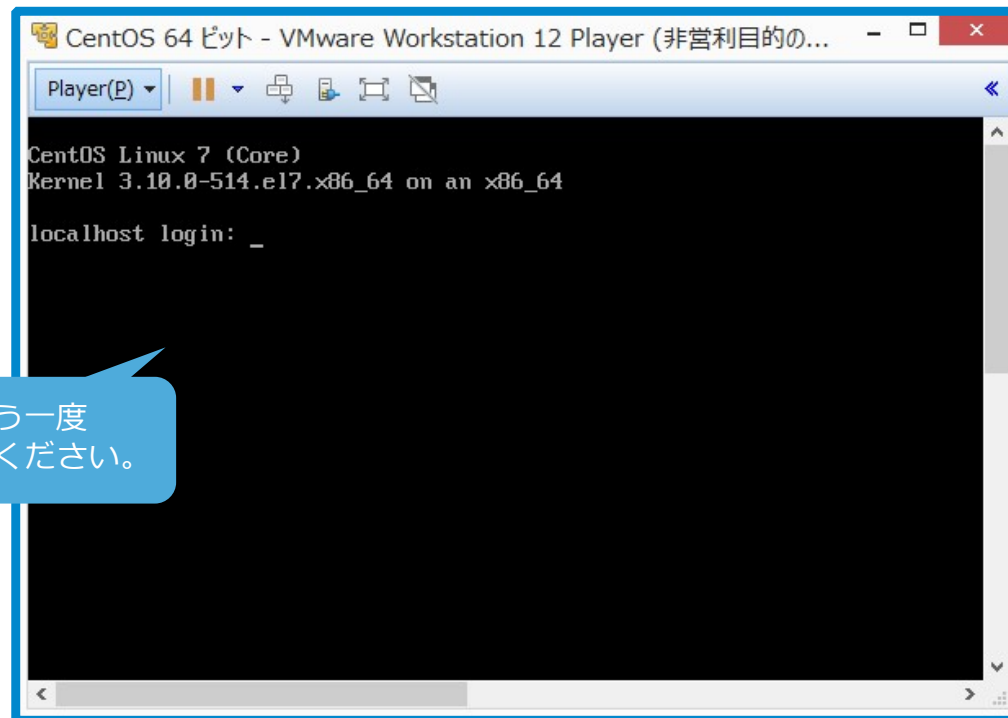 CentOS 64 ビット - VMware Workstation 12 Player (非営利目的の...
Player(P)
CentOS Linux 7 (Core)
Kernel 3.10.0-514.el7.x86_64 on an x86_64
localhost login: _
う一度
ください。